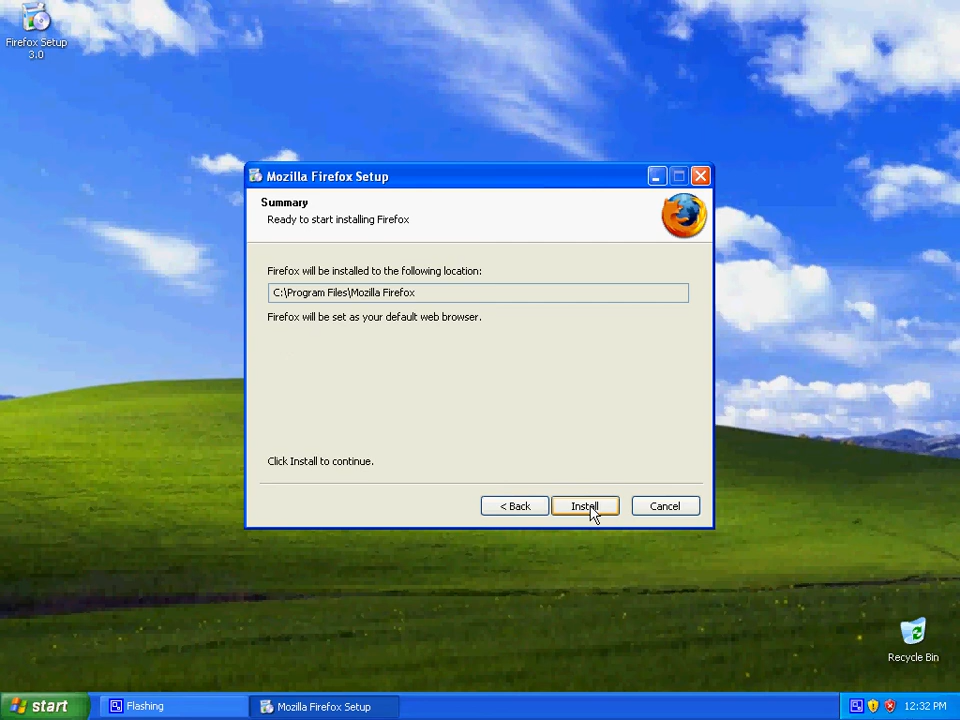 Firefox Setup
3.0
Mozilla Firefox Setup
Summary
Ready to start installing Firefox
Firefox will be installed to the following location:
C:\Program Files\Mozilla Firefox
Firefox will be set as your default web browser.
Click Install to continue.
< Back
Install
Cancel
Recycle Bin
start
Flashing
Mozilla Firefox Setup
12:32 PM